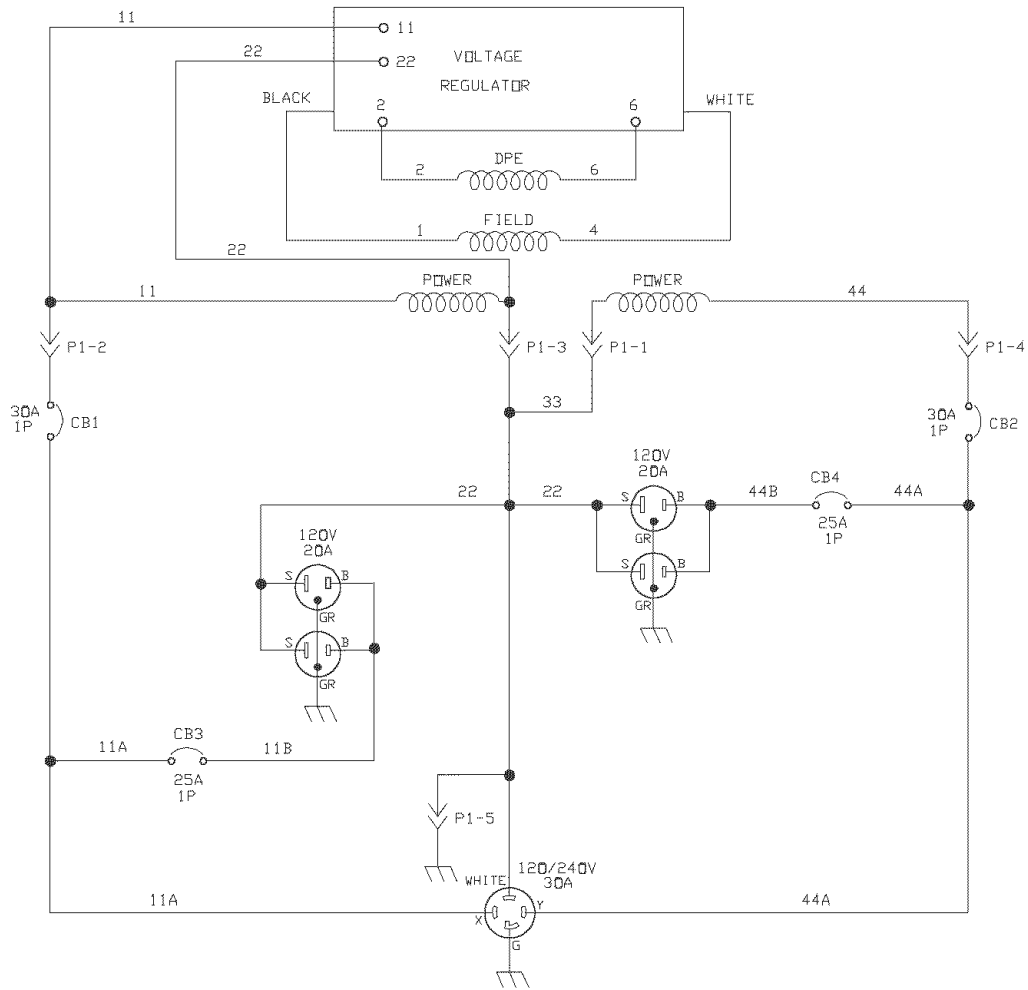 11
11
22
22
VOLTAGE
REGULATOR
BLACK
2
6
WHITE
DPE
2
6
FIELD
1
4
22
POWER
POWER
11
44
P1-2
P1-3
P1-1
P1-4
33
30A
1P
CB1
30A
1P
CB2
120V
20A
22
22
S
B
44B
CB4
44A
25A
1P
GR
120V
20A
S
B
GR
S
B
GR
S
B
GR
11A
CB3
11B
25A
1P
P1-5
120/240V
30A
WHITE
11A
X
Y
44A
G